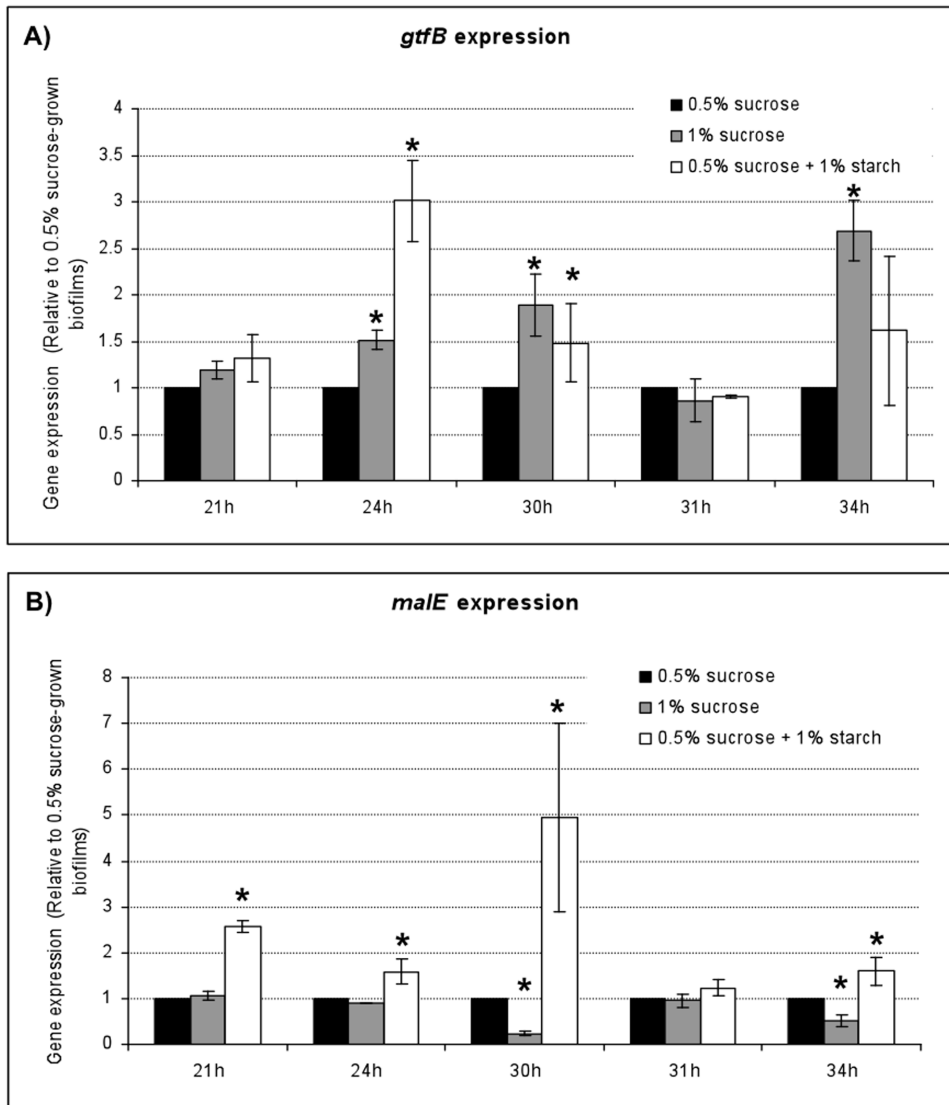 A)
gtfB expression
0.5% sucrose
1% sucrose
0.5% sucrose + 1% starch
Gene expression (Relative to 0.5% sucrose-grown
biofilms)
4
3.5
3
2.5
2
1.5
1
0.5
0
*
*
*
*
*
21h
24h
30h
31h
34h
B)
malE expression
0.5% sucrose
1% sucrose
0.5% sucrose + 1% starch
Gene expression (Relative to 0.5% sucrose-grown
biofilms)
8
7
6
5
4
3
2
1
0
*
*
*
*
*
*
21h
24h
30h
31h
34h